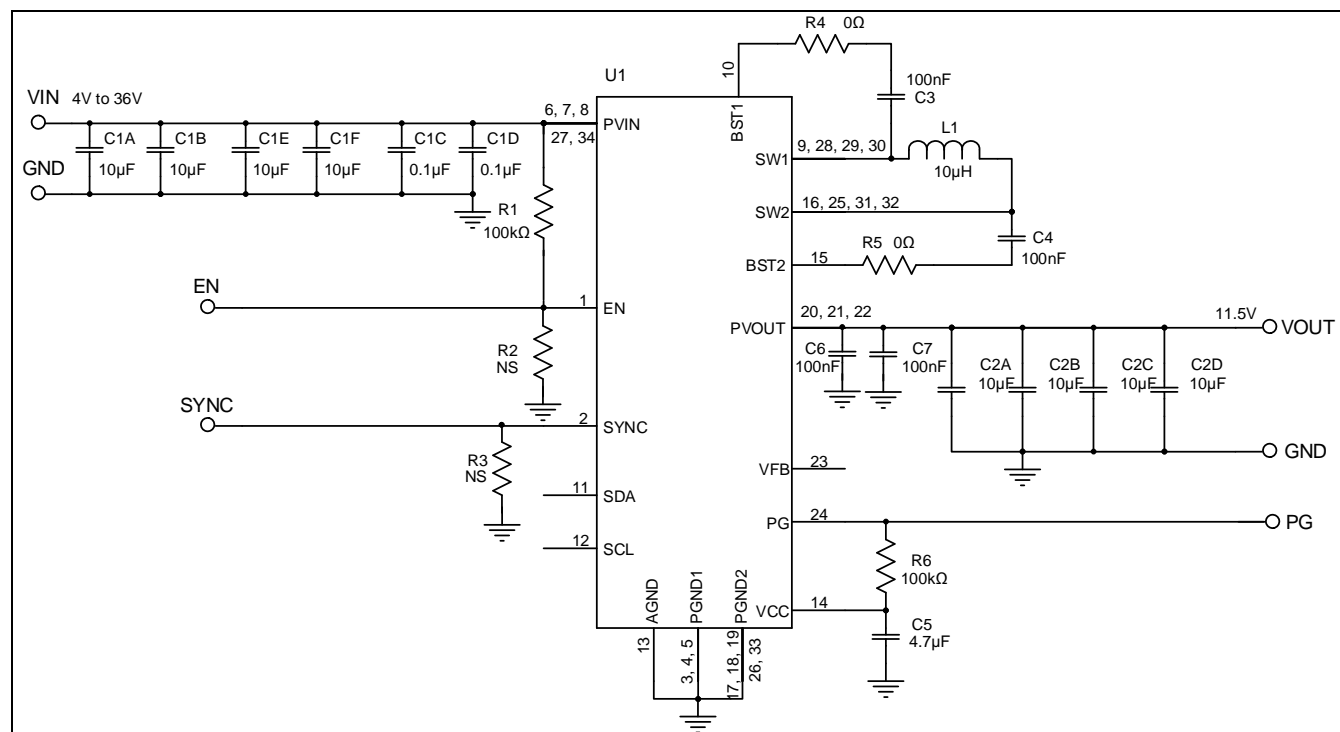 R4 0Ω
10
BST1
100nF
C3
U1
VIN 4V to 36V
6, 7, 8
PVIN
27, 34
C1A
10µF
C1B
10µF
C1E
10µF
C1F
10µF
C1C
0.1µF
C1D
0.1µF
GND
R1
100kΩ
SW1
9, 28, 29, 30
L1
10µH
SW2
16, 25, 31, 32
C4
100nF
BST2
15
R5 0Ω
EN
1
EN
PVOUT
20, 21, 22
11.5V
VOUT
R2
NS
C6
100nF
C7
100nF
C2A
10µF
C2B
10µF
C2C
10µF
C2D
10µF
SYNC
2
SYNC
R3
NS
GND
VFB
23
11
SDA
PG
24
PG
12
SCL
R6
100kΩ
VCC
14
C5
4.7µF
AGND
PGND1
PGND2
13
3, 4, 5
17, 18, 19
26, 33